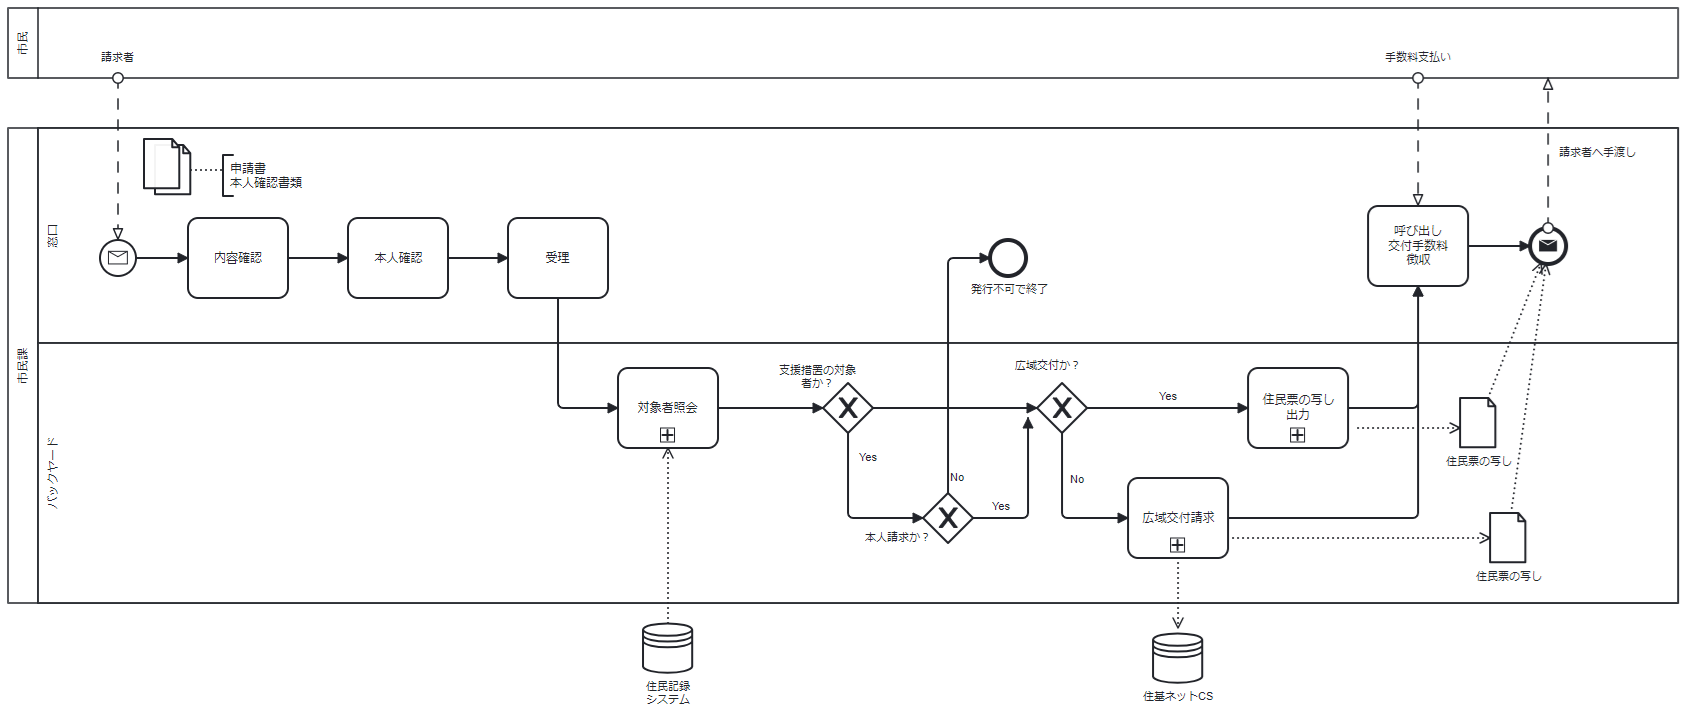 市民
請求者
手数料支払い
市民課
窓口
申請書
本人確認書類
請求者へ手渡し
内容確認
本人確認
受理
発行不可で終了
呼び出し
交付手数料
徴収
バックヤード
対象者照会
支援措置の対象
者か？
Yes
No
本人請求か？
Yes
広域交付か？
Yes
No
住民票の写し
出力
広域交付請求
住民票の写し
住民票の写し
住民記録
システム
住基ネットCS